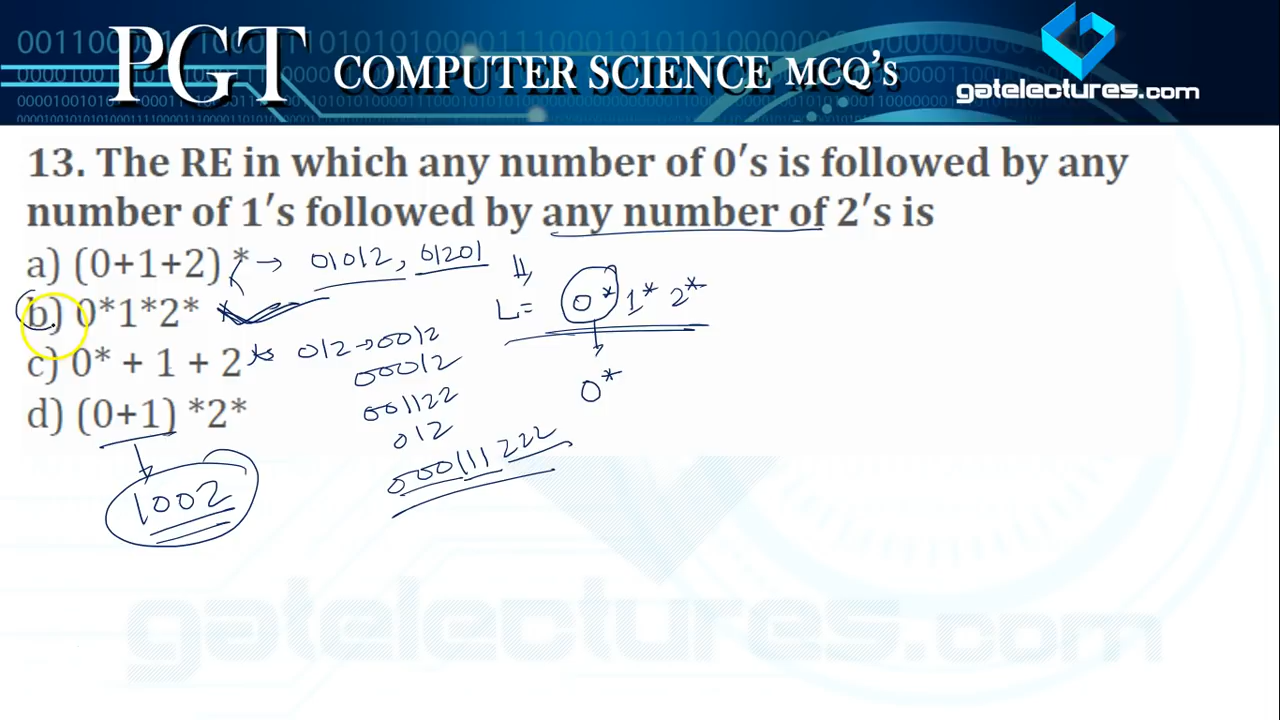 PGT COMPUTER SCIENCE MCQ'S
gatelectures.com
13. The RE in which any number of 0's is followed by any
number of 1's followed by any number of 2's is
a) (0+1+2) * → 01012, 01201
b) 0*1*2*
L= 0* 1* 2*
c) 0* + 1 + 2
012 → 0012
00012
0*
001122
d) (0+1) *2*
012
000111222
1002
gatelectures.com